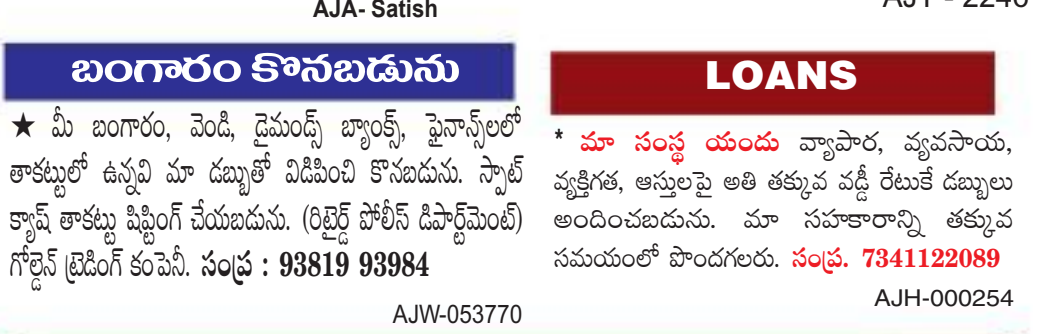 AJA- Satish
బంగారం కొనబడును
★ మీ బంగారం, వెండి, డైమండ్స్ బ్యాంక్స్, ఫైనాన్స్‌లలో
తాకట్టులో ఉన్నవి మా డబ్బుతో విడిపించి కొనబడును. స్పాట్
క్యాష్ తాకట్టు షిఫ్టింగ్ చేయబడును. (రిటైర్డ్ పోలీస్ డిపార్ట్‌మెంట్)
గోల్డెన్ ట్రేడింగ్ కంపెనీ. సంప్ర : 93819 93984
AJW-053770
LOANS
* మా సంస్థ యందు వ్యాపార, వ్యవసాయ,
వ్యక్తిగత, ఆస్తులపై అతి తక్కువ వడ్డీ రేటుకే డబ్బులు
అందించబడును. మా సహకారాన్ని తక్కువ
సమయంలో పొందగలరు. సంప్ర. 7341122089
AJH-000254